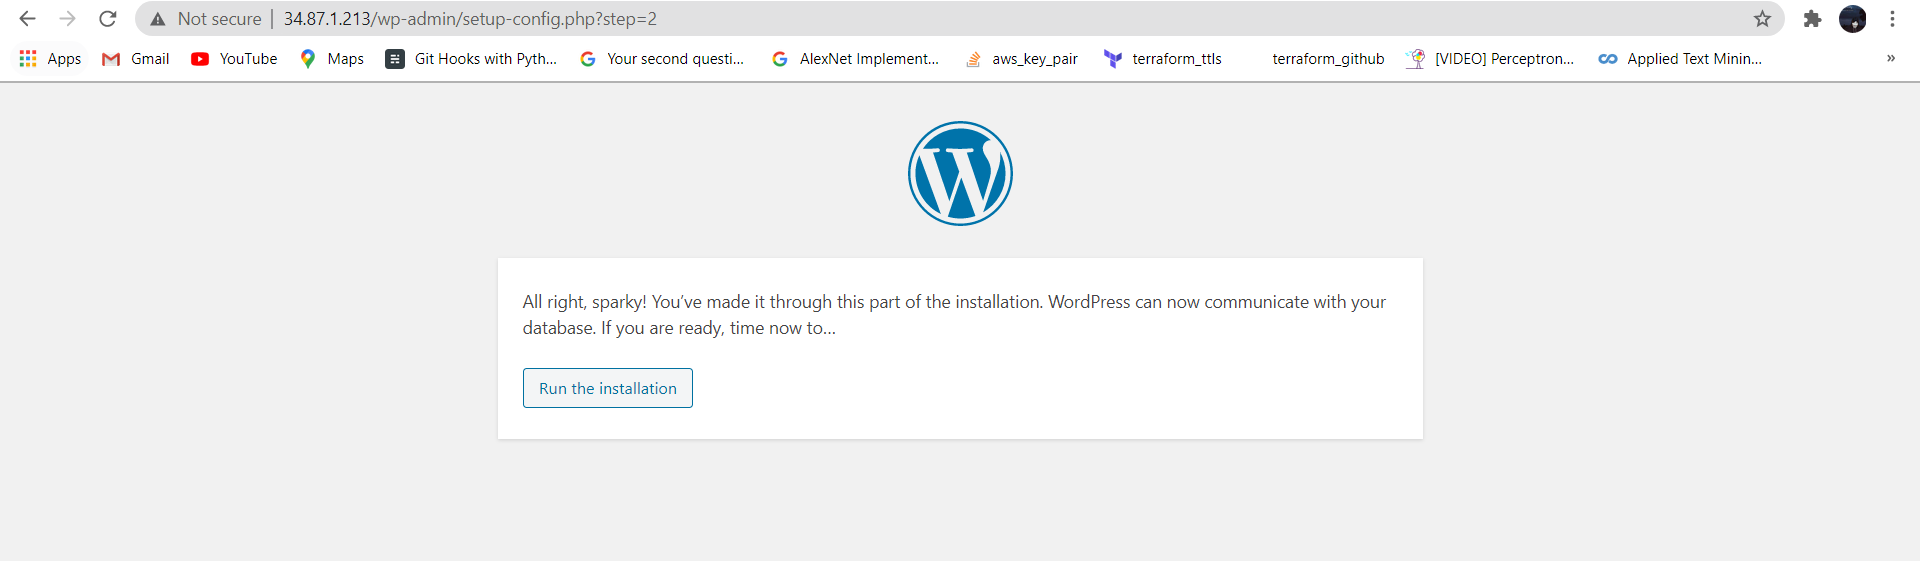 Not secure | 34.87.1.213/wp-admin/setup-config.php?step=2
Apps Gmail YouTube Maps Git Hooks with Pyth... Your second questi... AlexNet Implement... aws_key_pair terraform_ttls terraform_github [VIDEO] Perceptron... Applied Text Minin... »
All right, sparky! You’ve made it through this part of the installation. WordPress can now communicate with your
database. If you are ready, time now to…
Run the installation